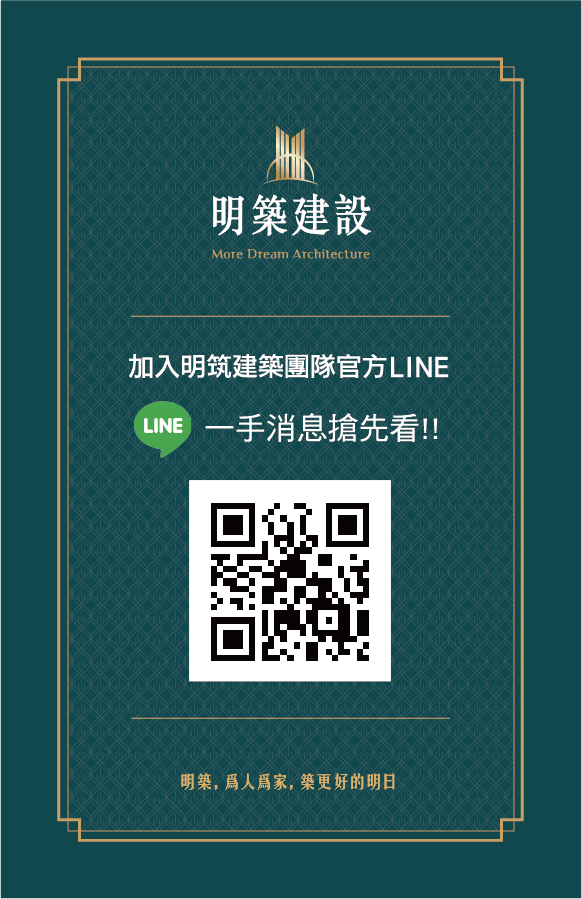 明築建設
More Dream Architecture
加入明筑建築團隊官方LINE
LINE
一手消息搶先看!!
明築，爲人爲家，築更好的明日